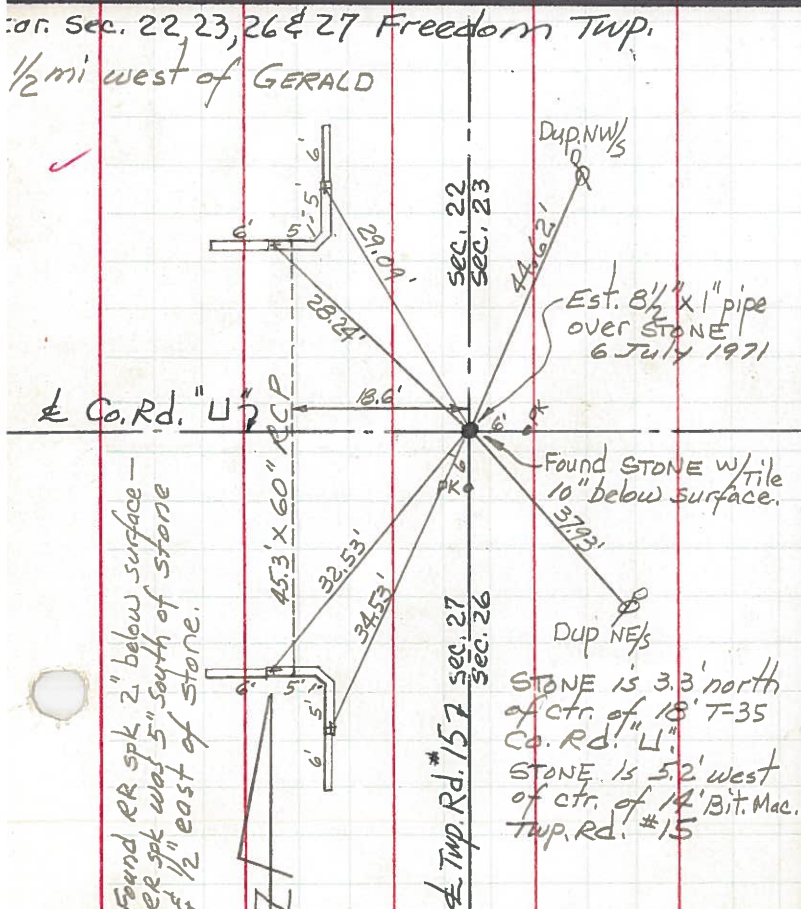 cor. Sec. 22, 23, 26 & 27 Freedom Twp.
1/2 mi west of GERALD
Dup. NW/S
6'
5'
1'
6'
5'
29.09'
28.24'
sec. 22
sec. 23
44.62'
Est. 8 1/2" x 1" pipe
over STONE
6 July 1971
℄ Co. Rd. "U"
18.6'
6'
PK
45.3' x 60" RCP
Found STONE w/Tile
10" below surface.
6'
PK
37.93'
32.53'
34.53'
Dup NE/S
6'
5'
1'
5'
6'
sec. 27
sec. 26
STONE is 3.3' north
of ctr. of 18' T-35
Co. Rd. "U".
STONE is 5.2' west
of ctr. of 14' Bit. Mac.
Twp. Rd. #15
℄ Twp. Rd. #15
Found RR spk 2" below surface—
RR spk was 5" South of stone
& 1/2" east of stone.